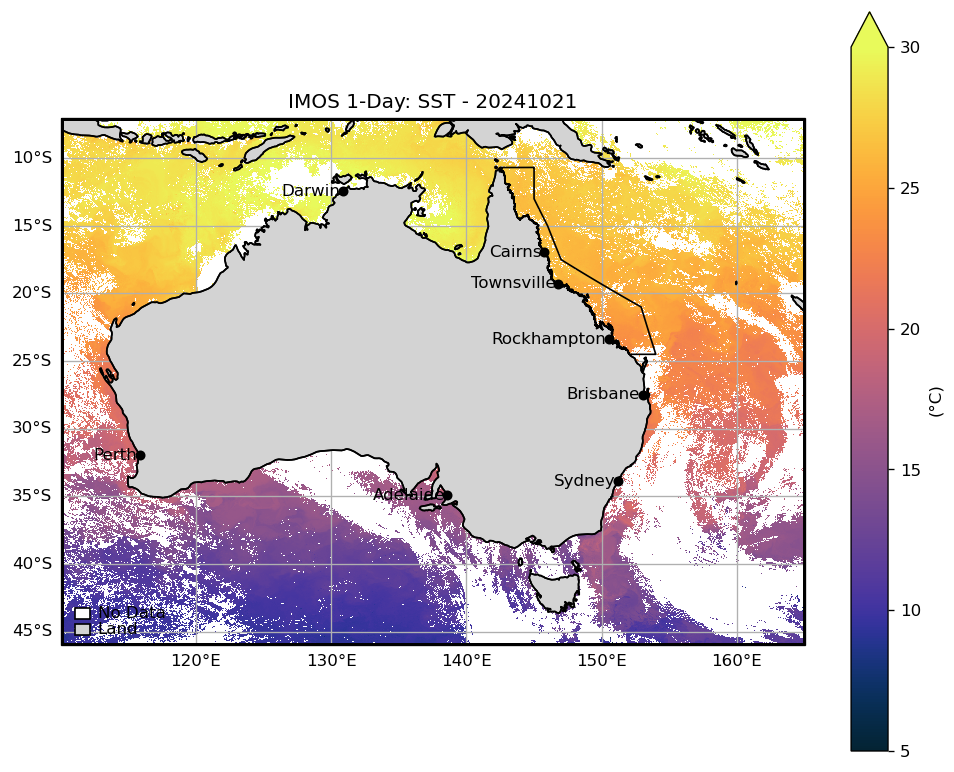 IMOS 1-Day: SST - 20241021
30
10°S
Darwin
25
15°S
Cairns
Townsville
20°S
20
Rockhampton
25°S
Brisbane
(°C)
30°S
Perth
15
Sydney
35°S
Adelaide
40°S
10
No Data
Land
45°S
120°E 130°E 140°E 150°E 160°E
5